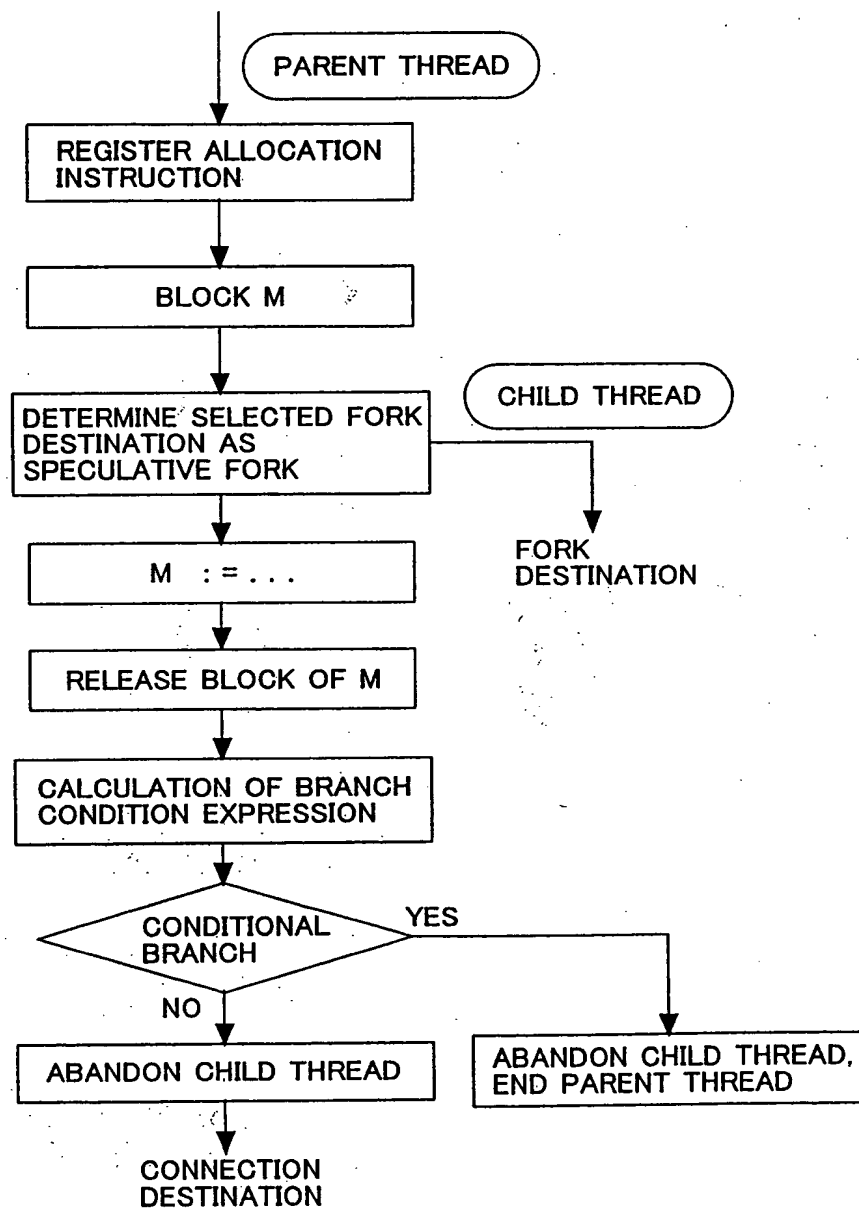 PARENT THREAD
REGISTER ALLOCATION
INSTRUCTION
BLOCK M
CHILD THREAD
DETERMINE SELECTED FORK
DESTINATION AS
SPECULATIVE FORK
FORK
DESTINATION
M := . . .
RELEASE BLOCK OF M
CALCULATION OF BRANCH
CONDITION EXPRESSION
CONDITIONAL
BRANCH
YES
NO
ABANDON CHILD THREAD
ABANDON CHILD THREAD,
END PARENT THREAD
CONNECTION
DESTINATION